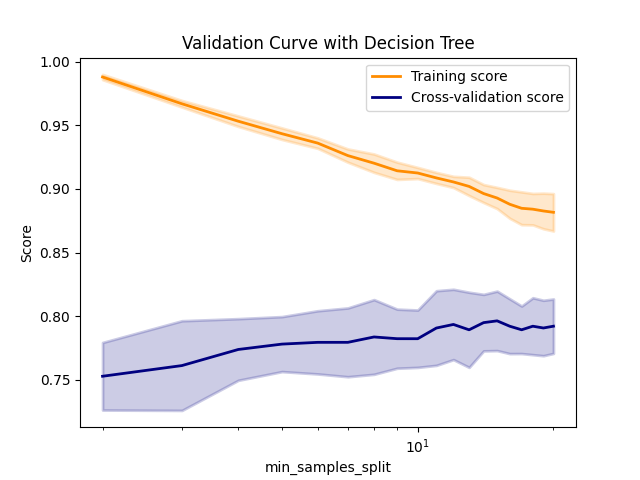 Validation Curve with Decision Tree
Training score
Cross-validation score
Score
1.00
0.95
0.90
0.85
0.80
0.75
10¹
min_samples_split